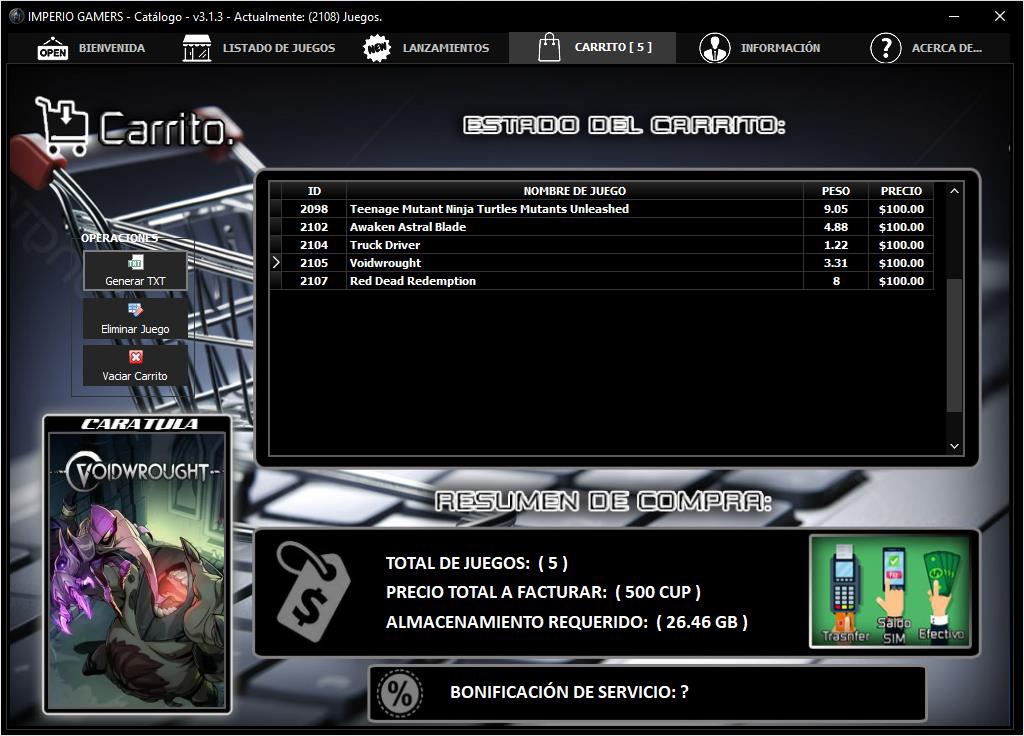 IMPERIO GAMERS - Catálogo - v3.1.3 - Actualmente: (2108) Juegos.
OPEN BIENVENIDA LISTADO DE JUEGOS NEW LANZAMIENTOS CARRITO [ 5 ] INFORMACIÓN ? ACERCA DE...
Carrito.
ESTADO DEL CARRITO:
ID NOMBRE DE JUEGO PESO PRECIO
2098 Teenage Mutant Ninja Turtles Mutants Unleashed 9.05 $100.00
2102 Awaken Astral Blade 4.88 $100.00
2104 Truck Driver 1.22 $100.00
2105 Voidwrought 3.31 $100.00
2107 Red Dead Redemption 8 $100.00
OPERACIONES
TXT
Generar TXT
Eliminar Juego
Vaciar Carrito
CARATULA
VOIDWROUGHT
RESUMEN DE COMPRA:
$
TOTAL DE JUEGOS: ( 5 )
PRECIO TOTAL A FACTURAR: ( 500 CUP )
ALMACENAMIENTO REQUERIDO: ( 26.46 GB )
Trasnfer
Saldo
SIM
Efectivo
%
BONIFICACIÓN DE SERVICIO: ?